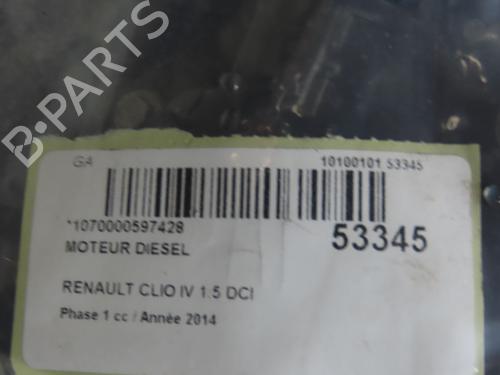 B-PARTS
GA 10100101 53345
*1070000597428 53345
MOTEUR DIESEL
RENAULT CLIO IV 1.5 DCI
Phase 1 cc / Année 2014